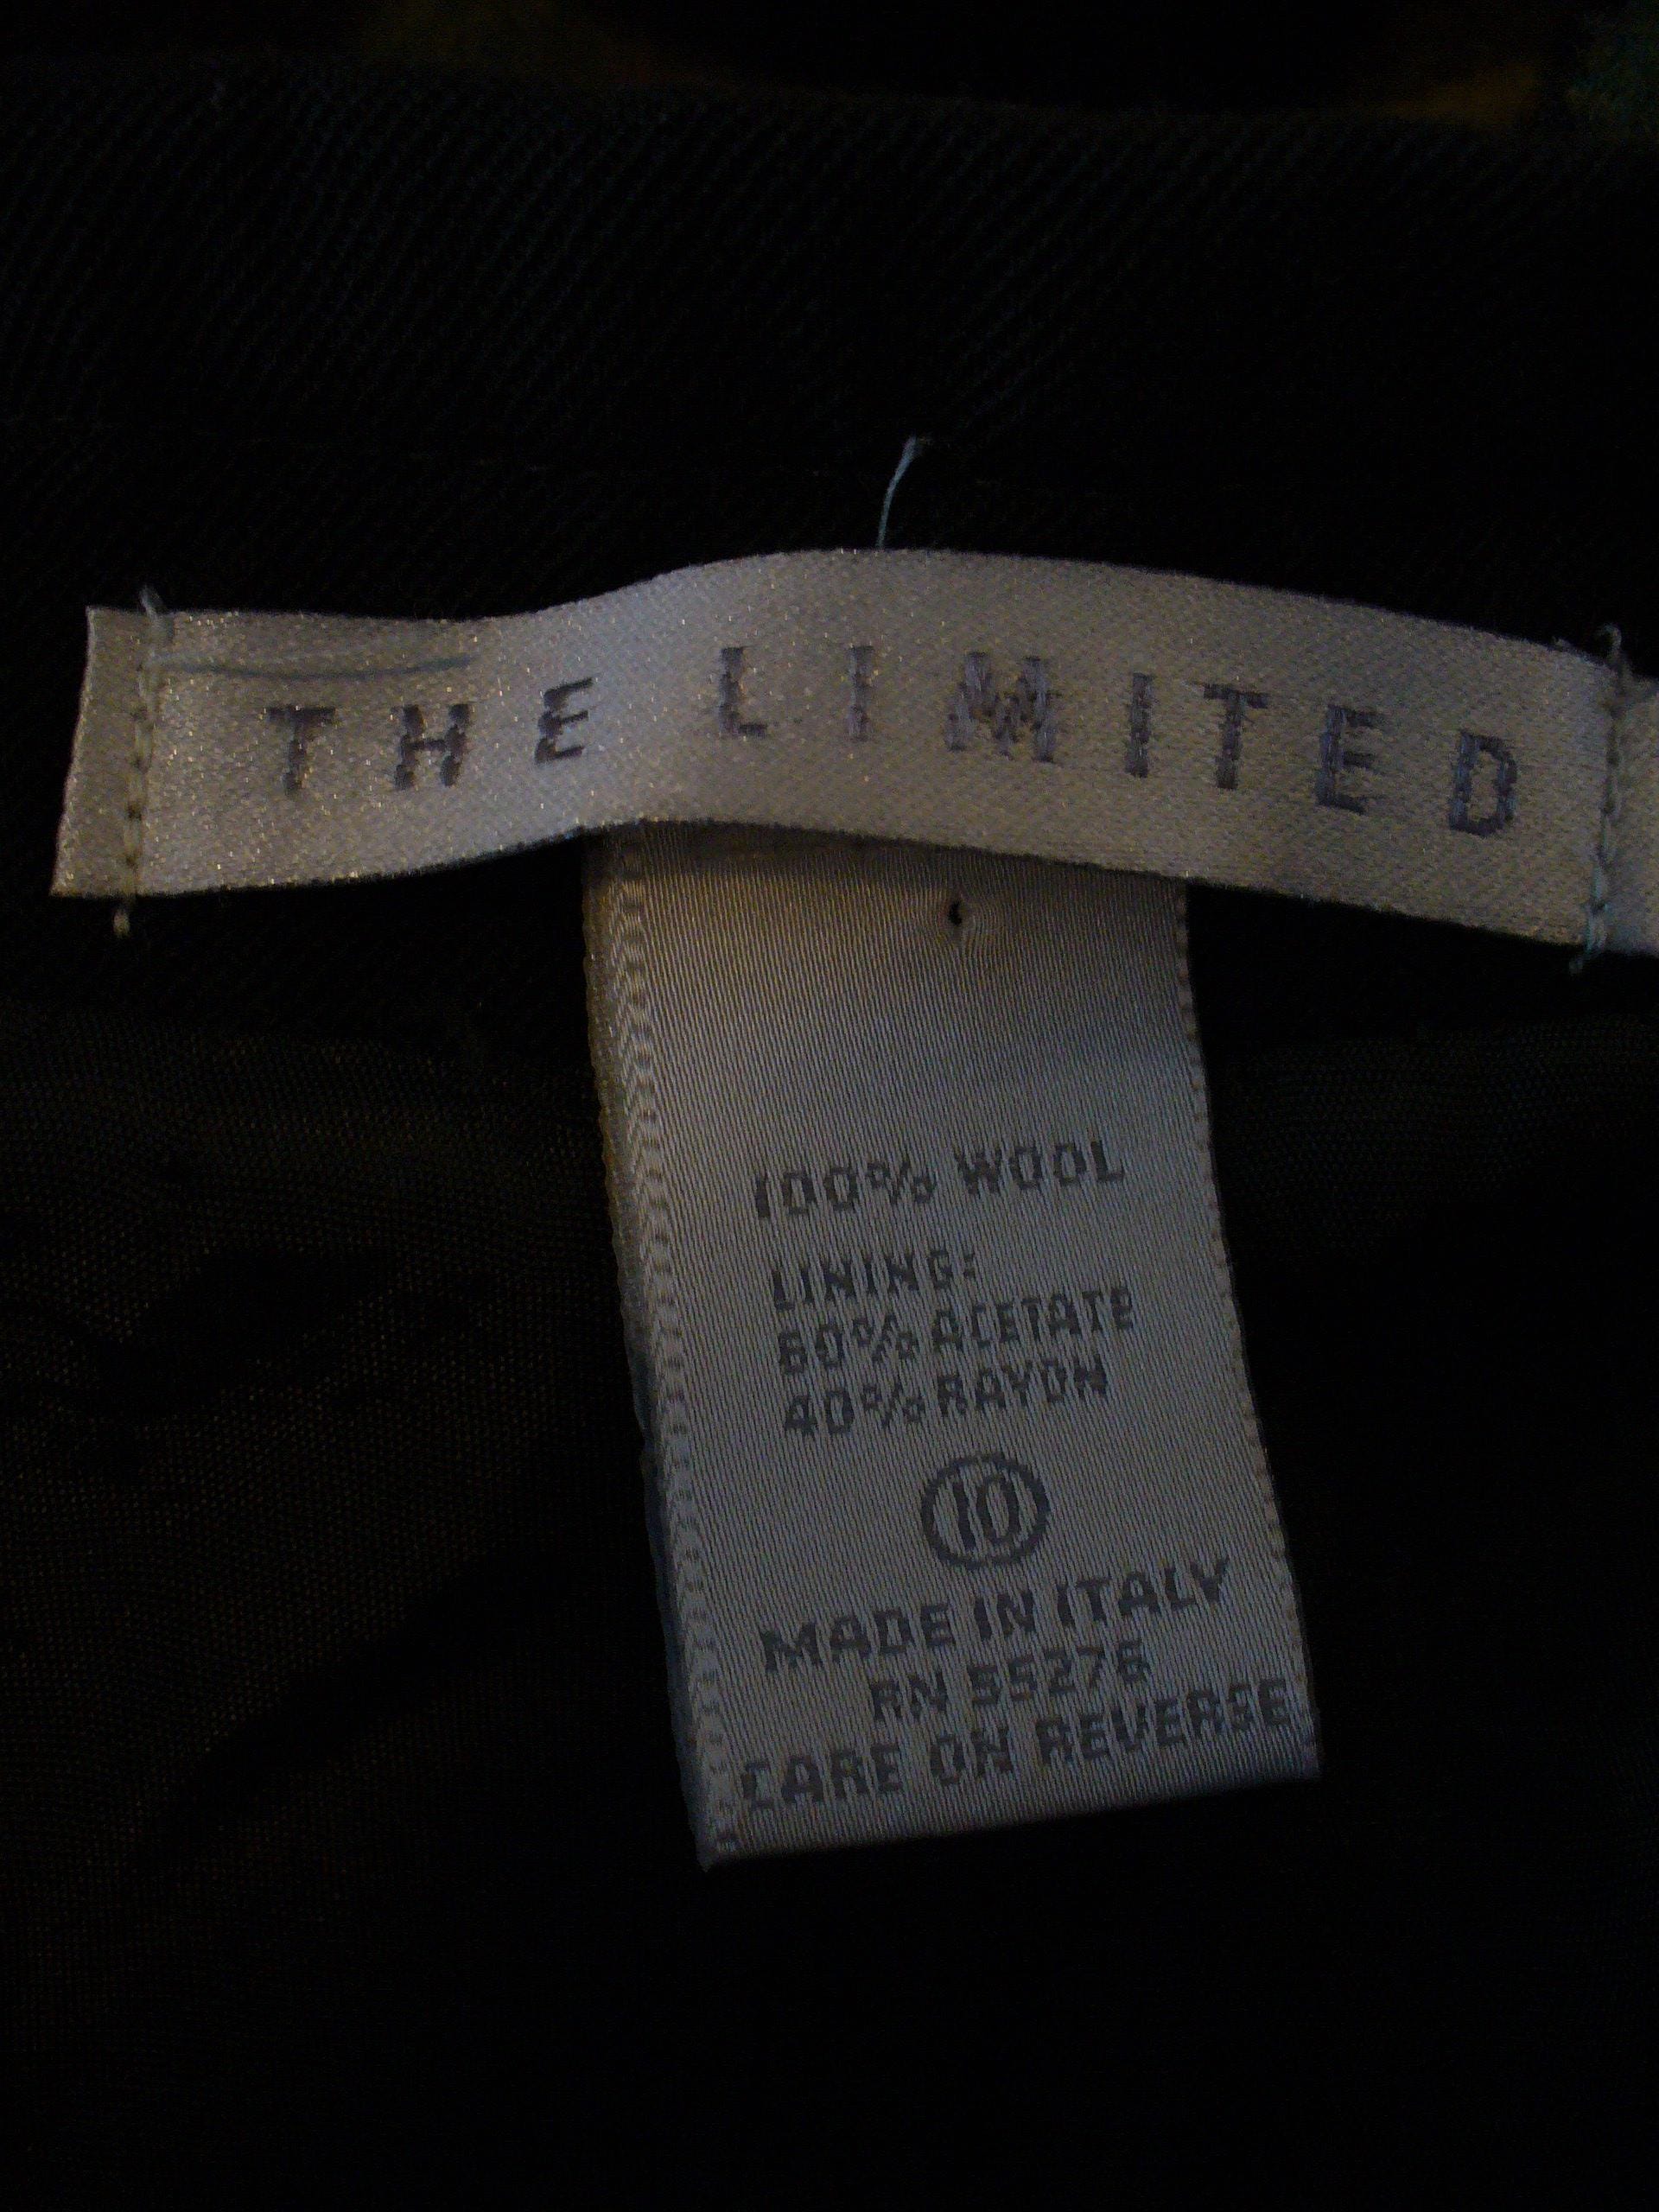 THE LIMITED
100% WOOL
LINING:
60% ACETATE
40% RAYON
10
MADE IN ITALY
RN 55276
CARE ON REVERSE